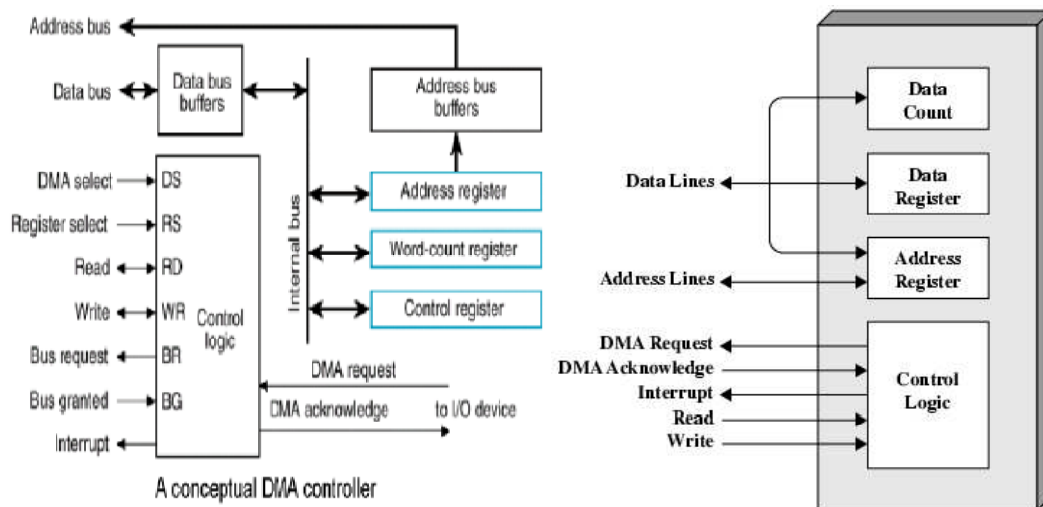 Address bus
Data bus
Data bus
buffers
Address bus
buffers
DMA select
DS
Register select
RS
Read
RD
Write
WR
Bus request
BR
Bus granted
BG
Interrupt
Control
logic
Internal bus
Address register
Word-count register
Control register
DMA request
DMA acknowledge
to I/O device
A conceptual DMA controller
Data
Count
Data Lines
Data
Register
Address Lines
Address
Register
DMA Request
DMA Acknowledge
Interrupt
Read
Write
Control
Logic